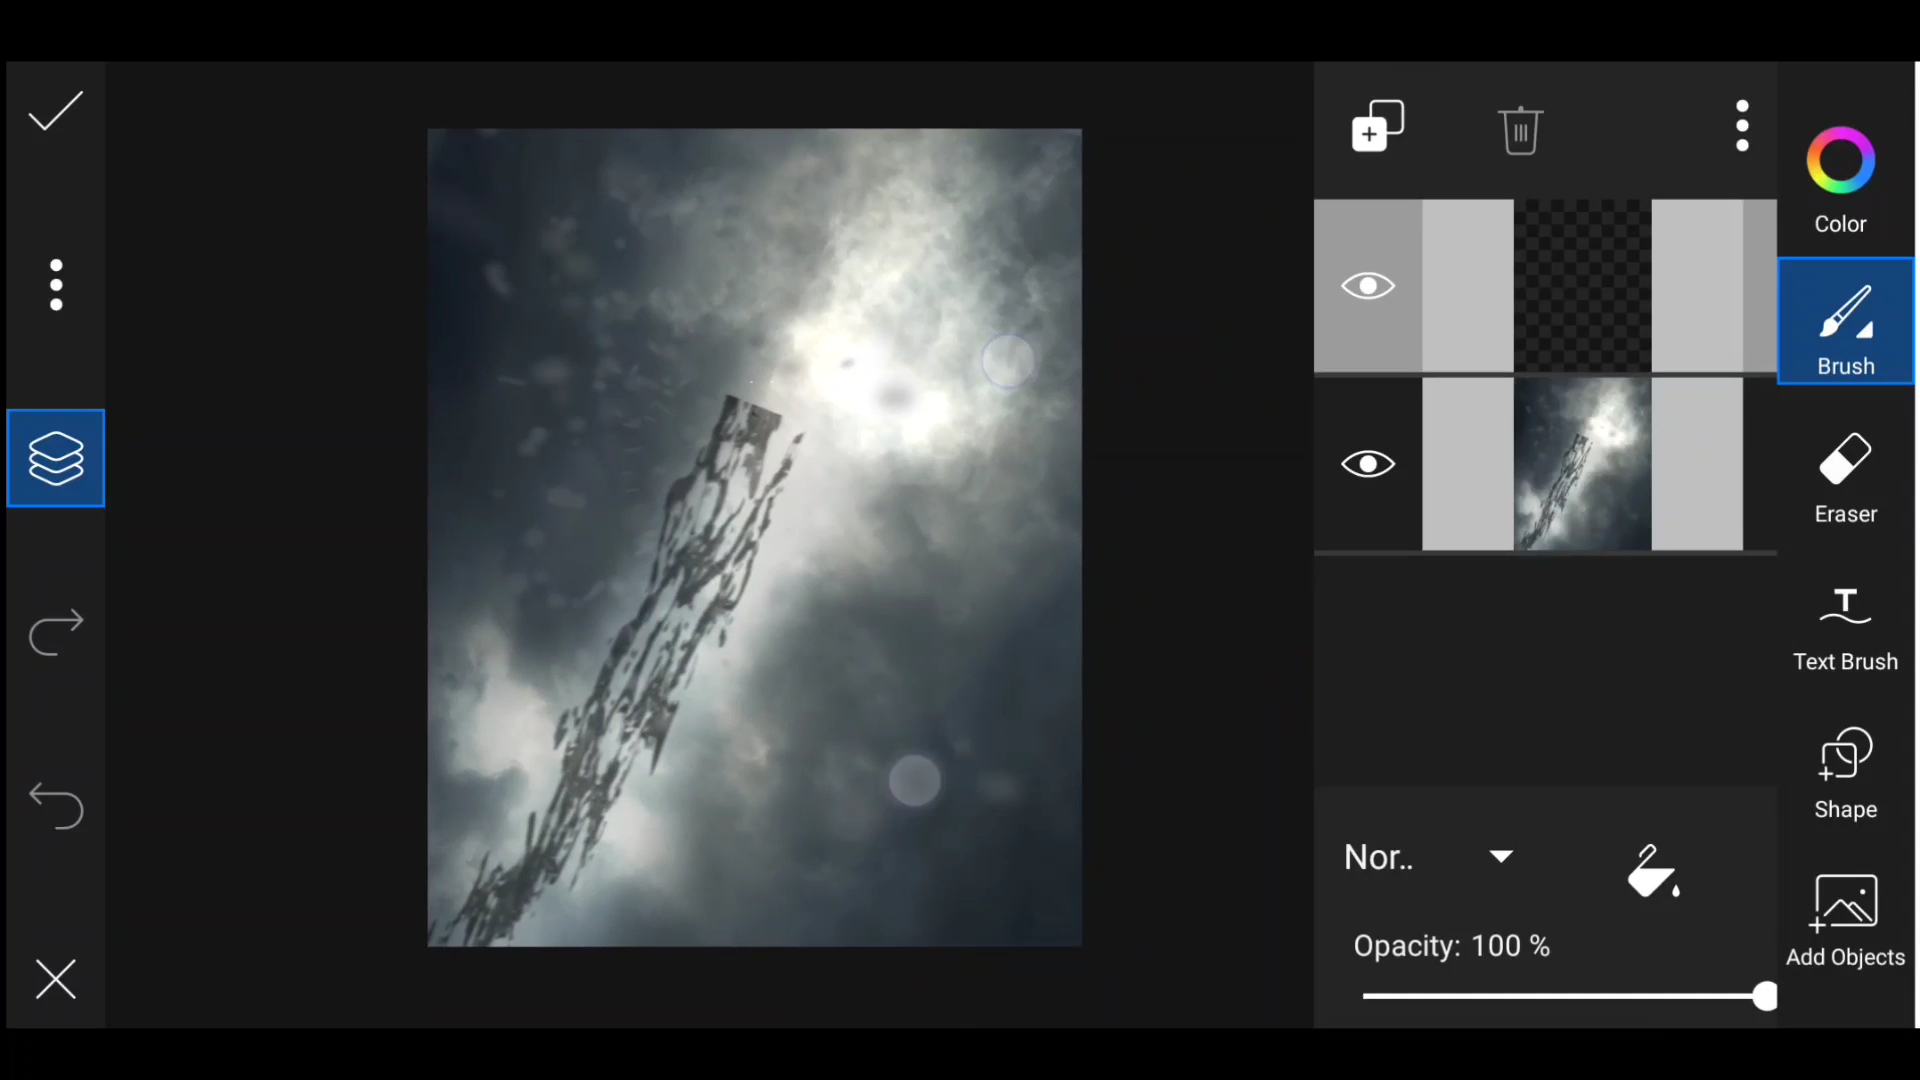 Color
Brush
Eraser
T
Text Brush
Shape
Nor..
Opacity: 100 %
Add Objects